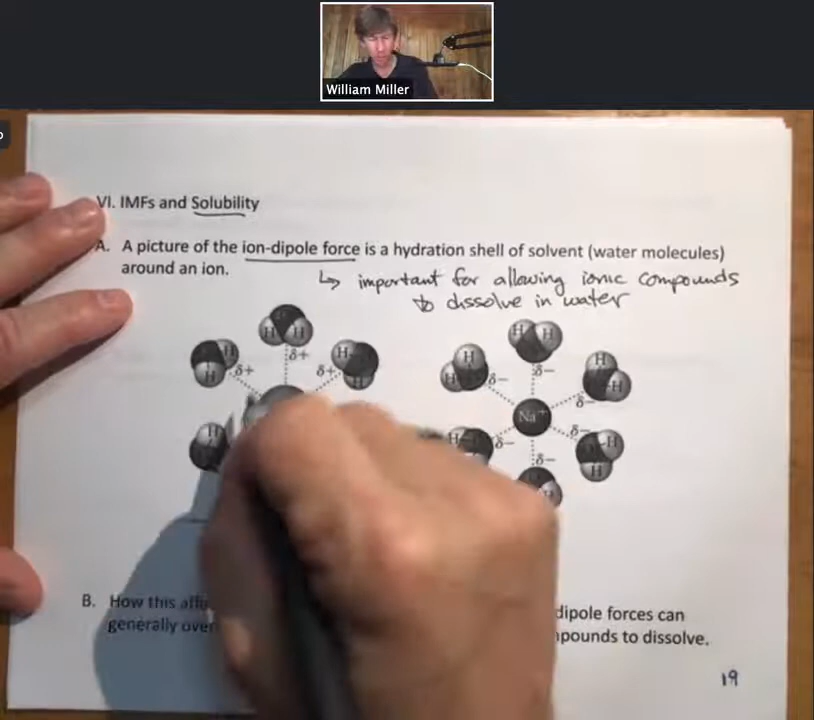 William Miller
VI. IMFs and Solubility
A. A picture of the ion-dipole force is a hydration shell of solvent (water molecules)
around an ion.
↳ important for allowing ionic compounds
to dissolve in water
H H
δ+
H
H
δ+
H
H
δ+
H
H H
δ-
H
H
δ-
H
H
δ-
Na+
H
δ-
δ-
H
H
δ-
H
B. How this
generally over
dipole forces can
pounds to dissolve.
19